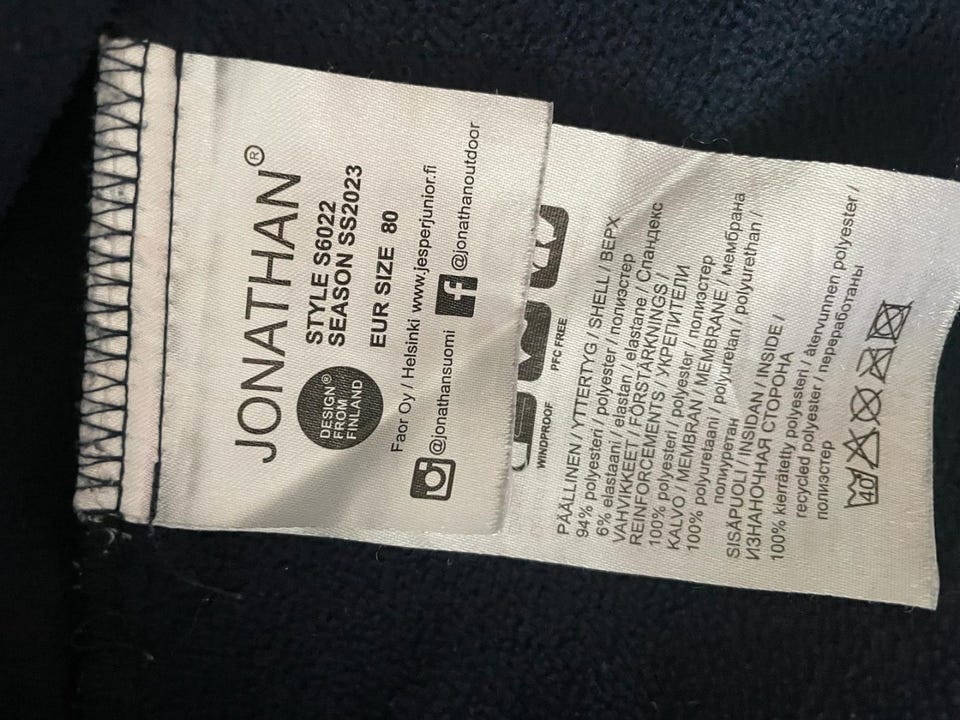 JONATHAN®
STYLE S6022
SEASON SS2023
EUR SIZE 80
DESIGN®
FROM
FINLAND
Faor Oy / Helsinki www.jesperjunior.fi
@jonathansuomi @jonathanoutdoor
WINDPROOF PFC FREE
PÄÄLLINEN / YTTERTYG / SHELL / ВЕРХ
94% polyesteri / polyester / полиэстер
6% elastaani / elastan / elastane / Спандекс
VAHVIKKEET / FÖRSTÄRKNINGS /
REINFORCEMENTS / УКРЕПИТЕЛИ
100% polyesteri / polyester / полиэстер
KALVO / MEMBRAN / MEMBRANE / мембрана
100% polyuretaani / polyuretan / polyurethan /
полиуретан
SISÄPUOLI / INSIDAN / INSIDE /
ИЗНАНОЧНАЯ СТОРОНА
100% kierrätetty polyesteri / återvunnen polyester /
recycled polyester / переработаны
полиэстер
40